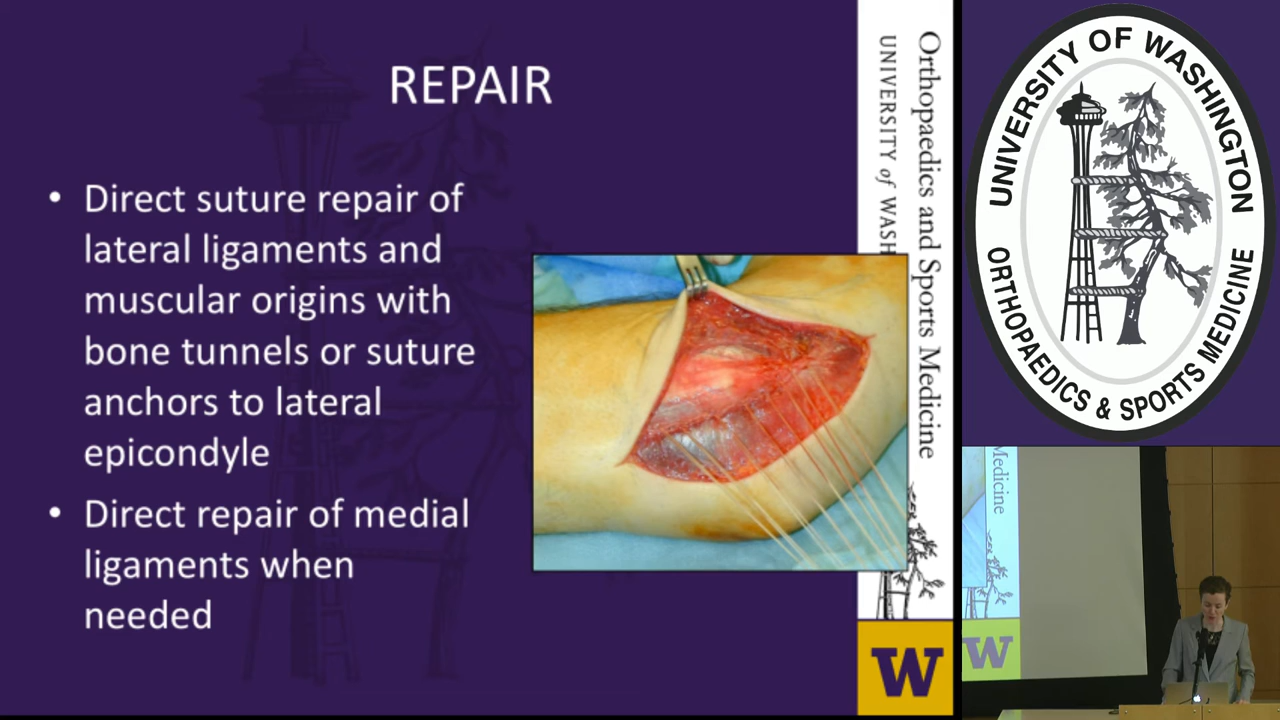 REPAIR
• Direct suture repair of
lateral ligaments and
muscular origins with
bone tunnels or suture
anchors to lateral
epicondyle
• Direct repair of medial
ligaments when
needed
Orthopaedics and Sports Medicine
UNIVERSITY of WASH
W
UNIVERSITY OF WASHINGTON
ORTHOPAEDICS & SPORTS MEDICINE
Medicine
W